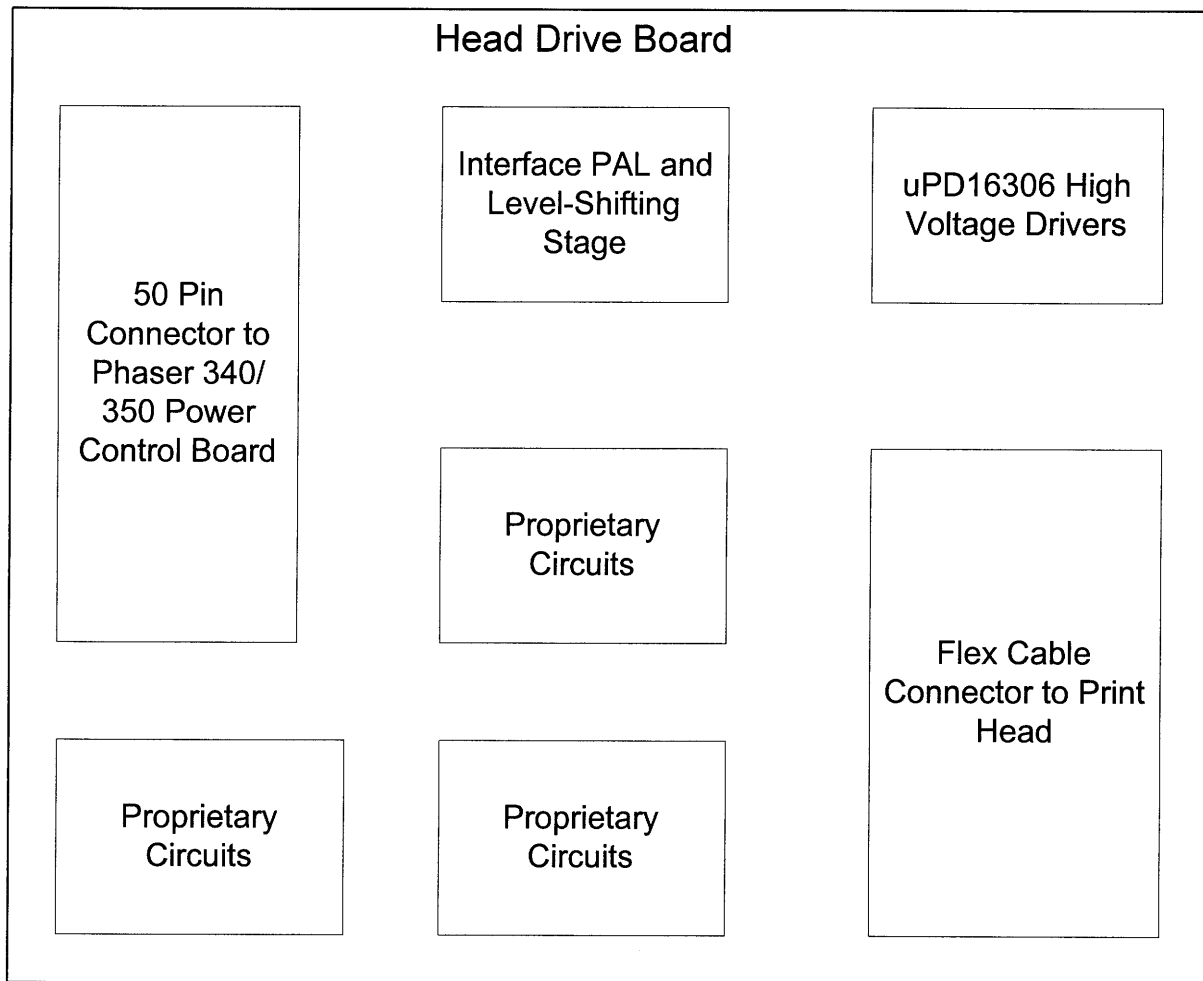 Head Drive Board
50 Pin
Connector to
Phaser 340/
350 Power
Control Board
Interface PAL and
Level-Shifting
Stage
uPD16306 High
Voltage Drivers
Proprietary
Circuits
Flex Cable
Connector to Print
Head
Proprietary
Circuits
Proprietary
Circuits